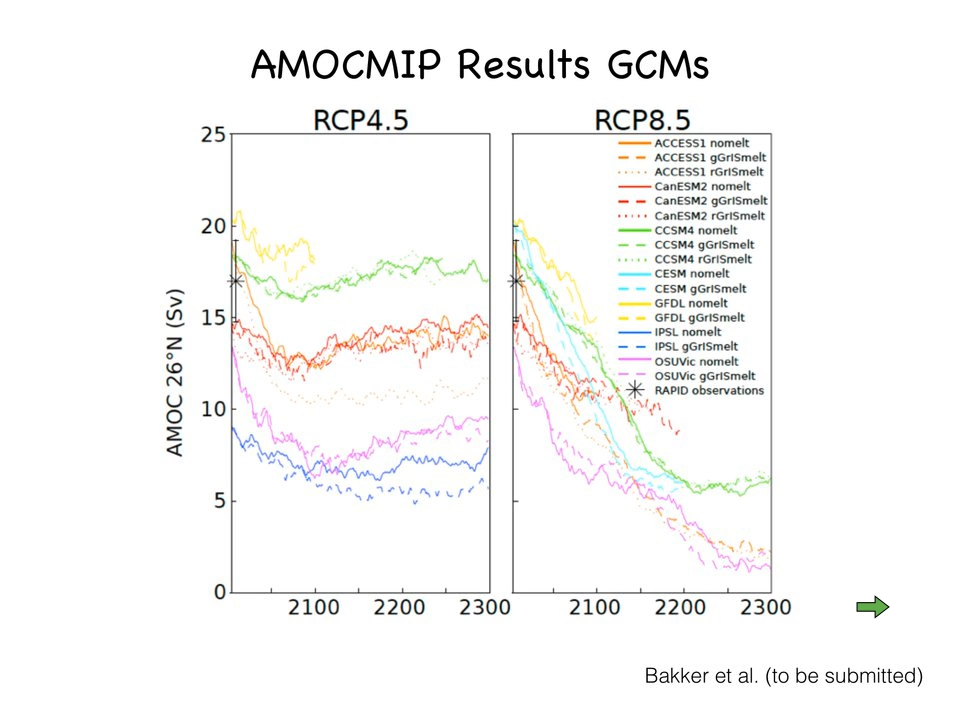 AMOCMIP Results GCMs
RCP4.5
RCP8.5
AMOC 26°N (Sv)
25
20
15
10
5
0
2100
2200
2300
2100
2200
2300
ACCESS1 nomelt
ACCESS1 gGrISmelt
ACCESS1 rGrISmelt
CanESM2 nomelt
CanESM2 gGrISmelt
CanESM2 rGrISmelt
CCSM4 nomelt
CCSM4 gGrISmelt
CCSM4 rGrISmelt
CESM nomelt
CESM gGrISmelt
GFDL nomelt
GFDL gGrISmelt
IPSL nomelt
IPSL gGrISmelt
OSUVic nomelt
OSUVic gGrISmelt
RAPID observations
Bakker et al. (to be submitted)